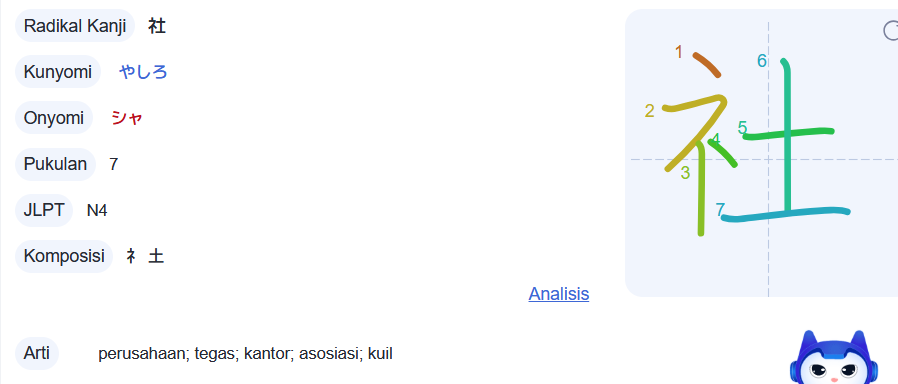 Radikal Kanji 社
Kunyomi やしろ
Onyomi シャ
Pukulan 7
JLPT N4
Komposisi 礻 土
Analisis
Arti perusahaan; tegas; kantor; asosiasi; kuil
1
6
2
5
4
3
7
社